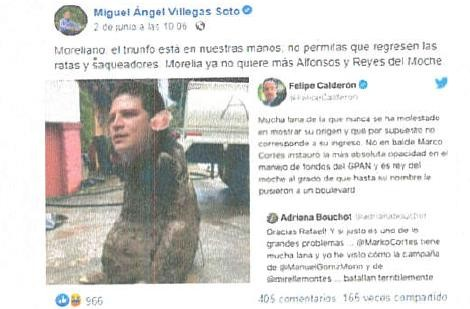 Miguel Ángel Villegas Soto
2 de junio a las 10:06
Moreliano: el triunfo está en nuestras manos, no permitas que regresen las
ratas y saqueadores. Morelia ya no quiere más Alfonsos y Reyes del Moche
Felipe Calderón
@FelipeCalderon
Mucha lana de la que nunca se ha molestado
en mostrar su origen y que por supuesto no
corresponde a su ingreso. No en balde Marco
Cortés instauró la más absoluta opacidad en el
manejo de fondos del GPAN y es rey del
moche al grado de que hasta su nombre le
pusieron a un boulevard
Adriana Bouchot @adrianabouchot
Gracias Rafael! Y si justo es uno de lo
grandes problemas ... @MarkoCortes tiene
mucha lana y yo he visto cómo la campaña
de @ManuelGomzMorin y de
@mirellemontes ... batallan terriblemente
966
405 comentarios 165 veces compartido